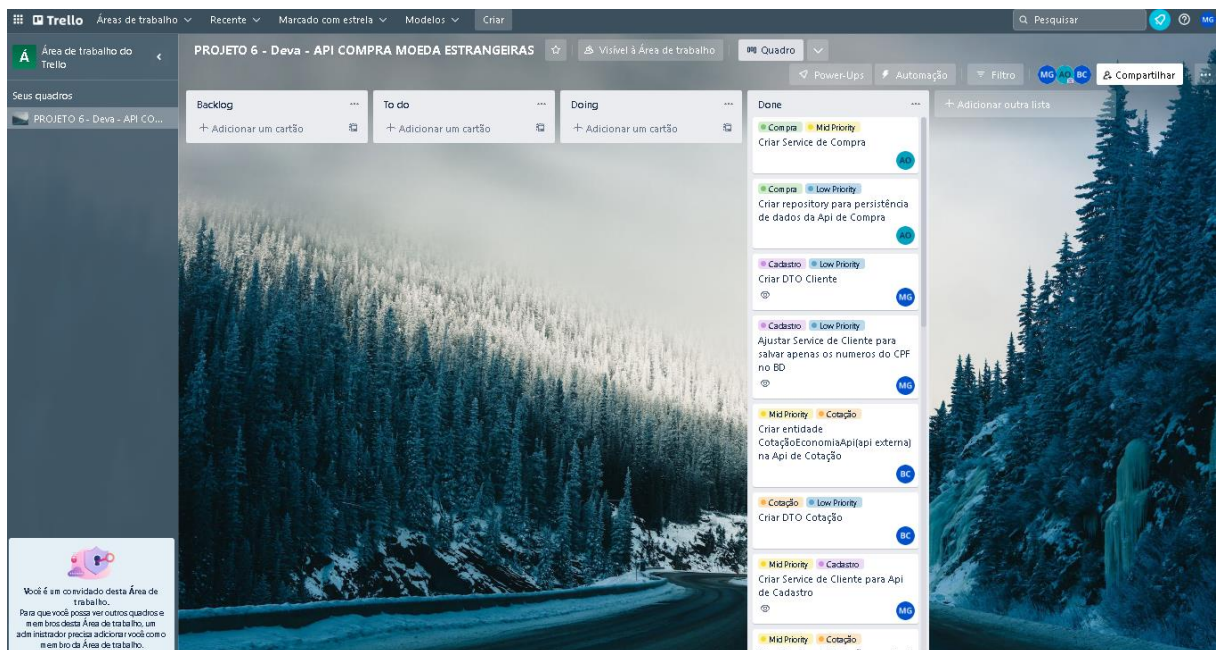 Trello Áreas de trabalho Recente Marcado com estrela Modelos Criar Pesquisar MG
Á Área de trabalho do
Trello
PROJETO 6 - Deva - API COMPRA MOEDA ESTRANGEIRAS Visível à Área de trabalho Quadro
Power-Ups Automação Filtro MG AO BC Compartilhar
Seus quadros
PROJETO 6 - Deva - API CO...
Backlog
+ Adicionar um cartão
To do
+ Adicionar um cartão
Doing
+ Adicionar um cartão
Done
Compra Mid Priority
Criar Service de Compra
AO
Compra Low Priority
Criar repository para persistência
de dados da Api de Compra
AO
Cadastro Low Priority
Criar DTO Cliente
MG
Cadastro Low Priority
Ajustar Service de Cliente para
salvar apenas os numeros do CPF
no BD
MG
Mid Priority Cotação
Criar entidade
CotaçãoEconomiaApi(api externa)
na Api de Cotação
BC
Cotação Low Priority
Criar DTO Cotação
BC
Mid Priority Cadastro
Criar Service de Cliente para Api
de Cadastro
MG
Mid Priority Cotação
+ Adicionar outra lista
Você é um convidado desta Área de
trabalho.
Para que você possa ver outros quadros e
membros desta Área de trabalho, um
administrador precisa adicionar você como
membro da Área de trabalho.